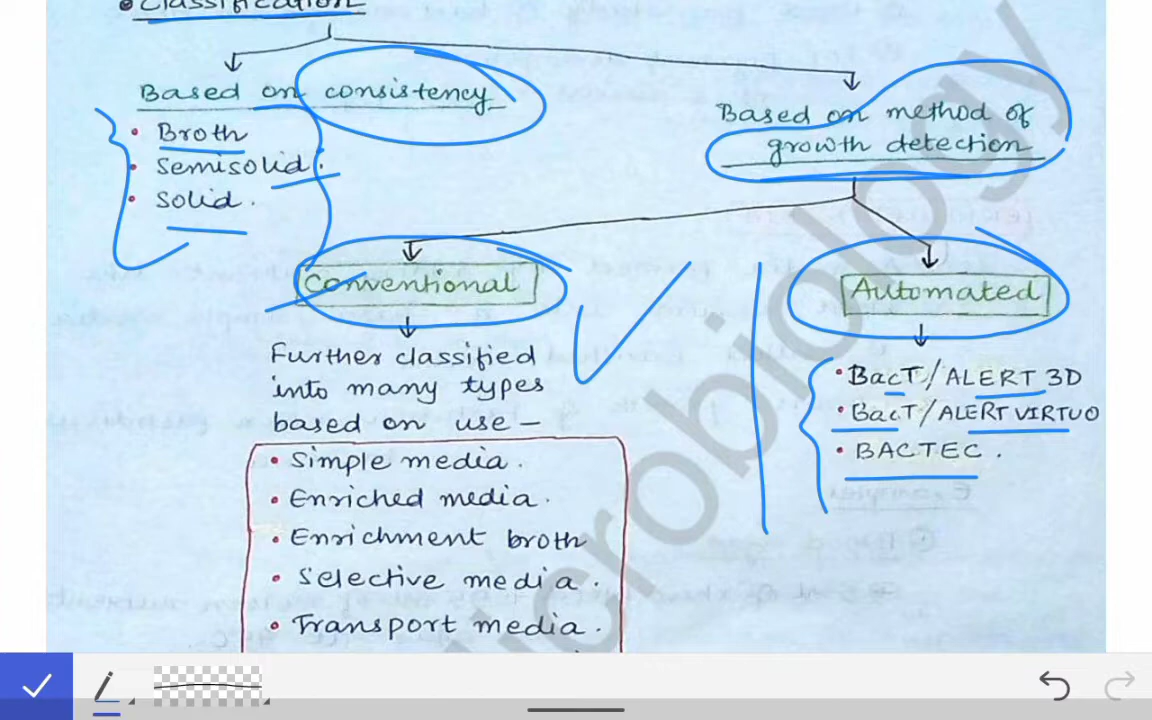 Classification
Based on consistency
• Broth
• Semisolid.
• Solid.
Based on method of
growth detection
Conventional
Further classified
into many types
based on use –
• Simple media.
• Enriched media.
• Enrichment broth
• Selective media.
• Transport media.
Automated
• BacT/ALERT 3D
• BacT/ALERT VIRTUO
• BACTEC.
icrobiology